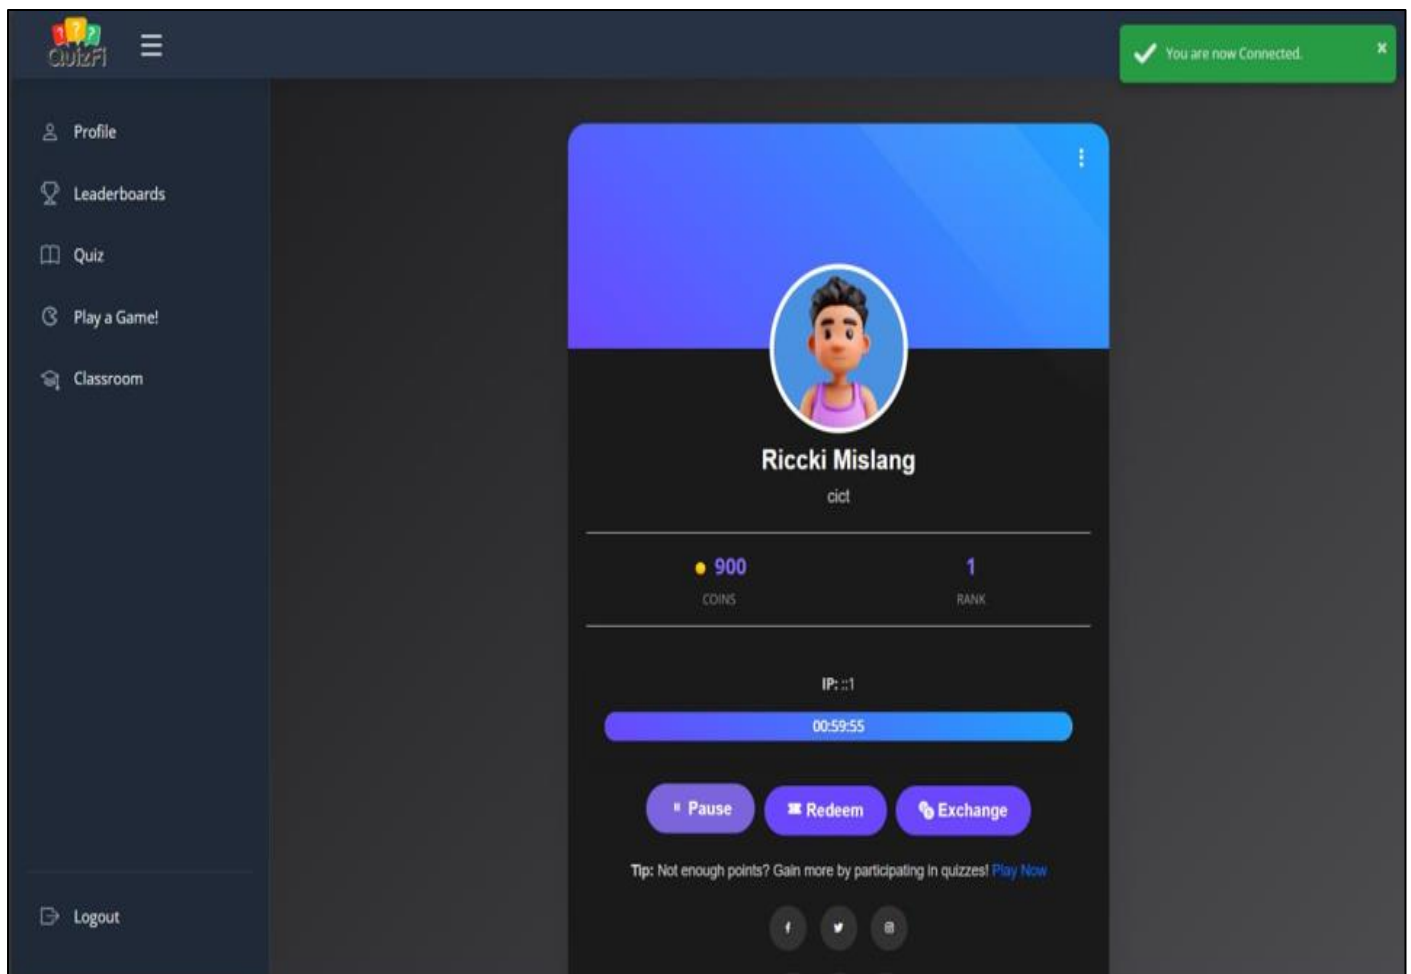 ? ? ?
QuizFi
You are now Connected.
×
Profile
Leaderboards
Quiz
Play a Game!
Classroom
Logout
Riccki Mislang
cict
900 1
COINS RANK
IP: ::1
00:59:55
Pause Redeem Exchange
Tip: Not enough points? Gain more by participating in quizzes! Play Now